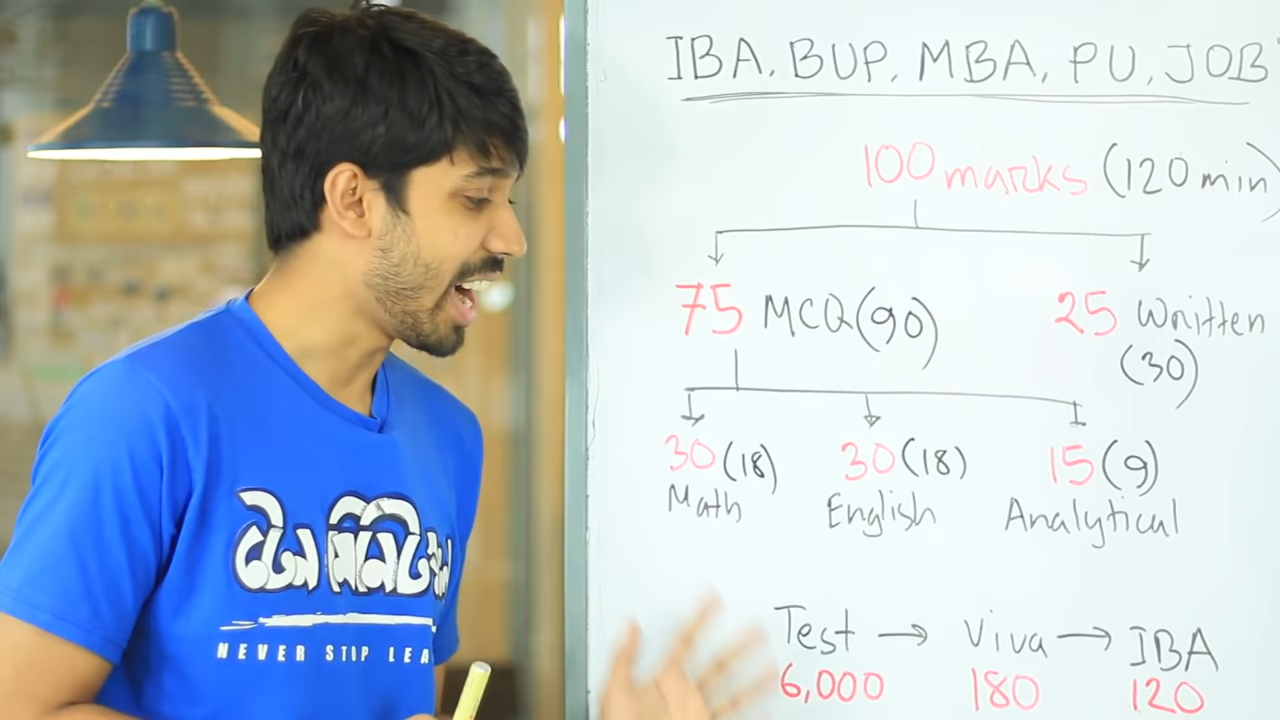 IBA, BUP, MBA, PU, JOB
100 marks (120 min)
75 MCQ (90)
25 Written
(30)
30 (18)
Math
30 (18)
English
15 (9)
Analytical
Test → Viva → IBA
6,000 180 120
টেন মিনিট
NEVER STOP LEA